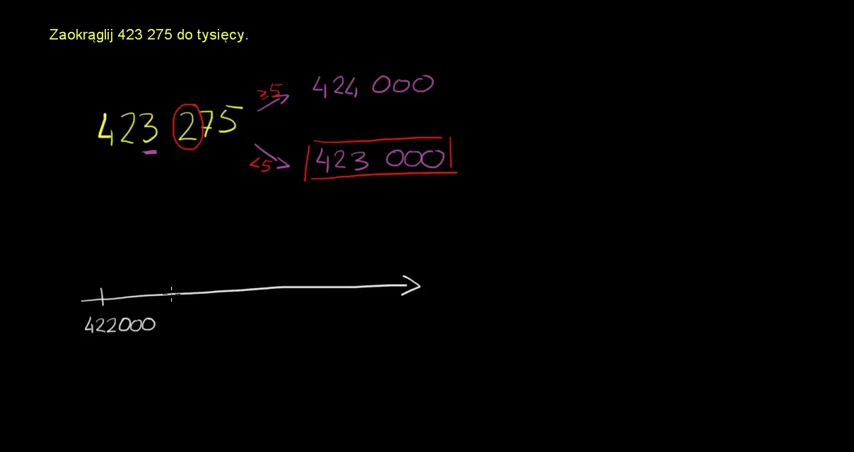 Zaokrąglij 423 275 do tysięcy.
≥5 424 000
423 275
<5 423 000
422000